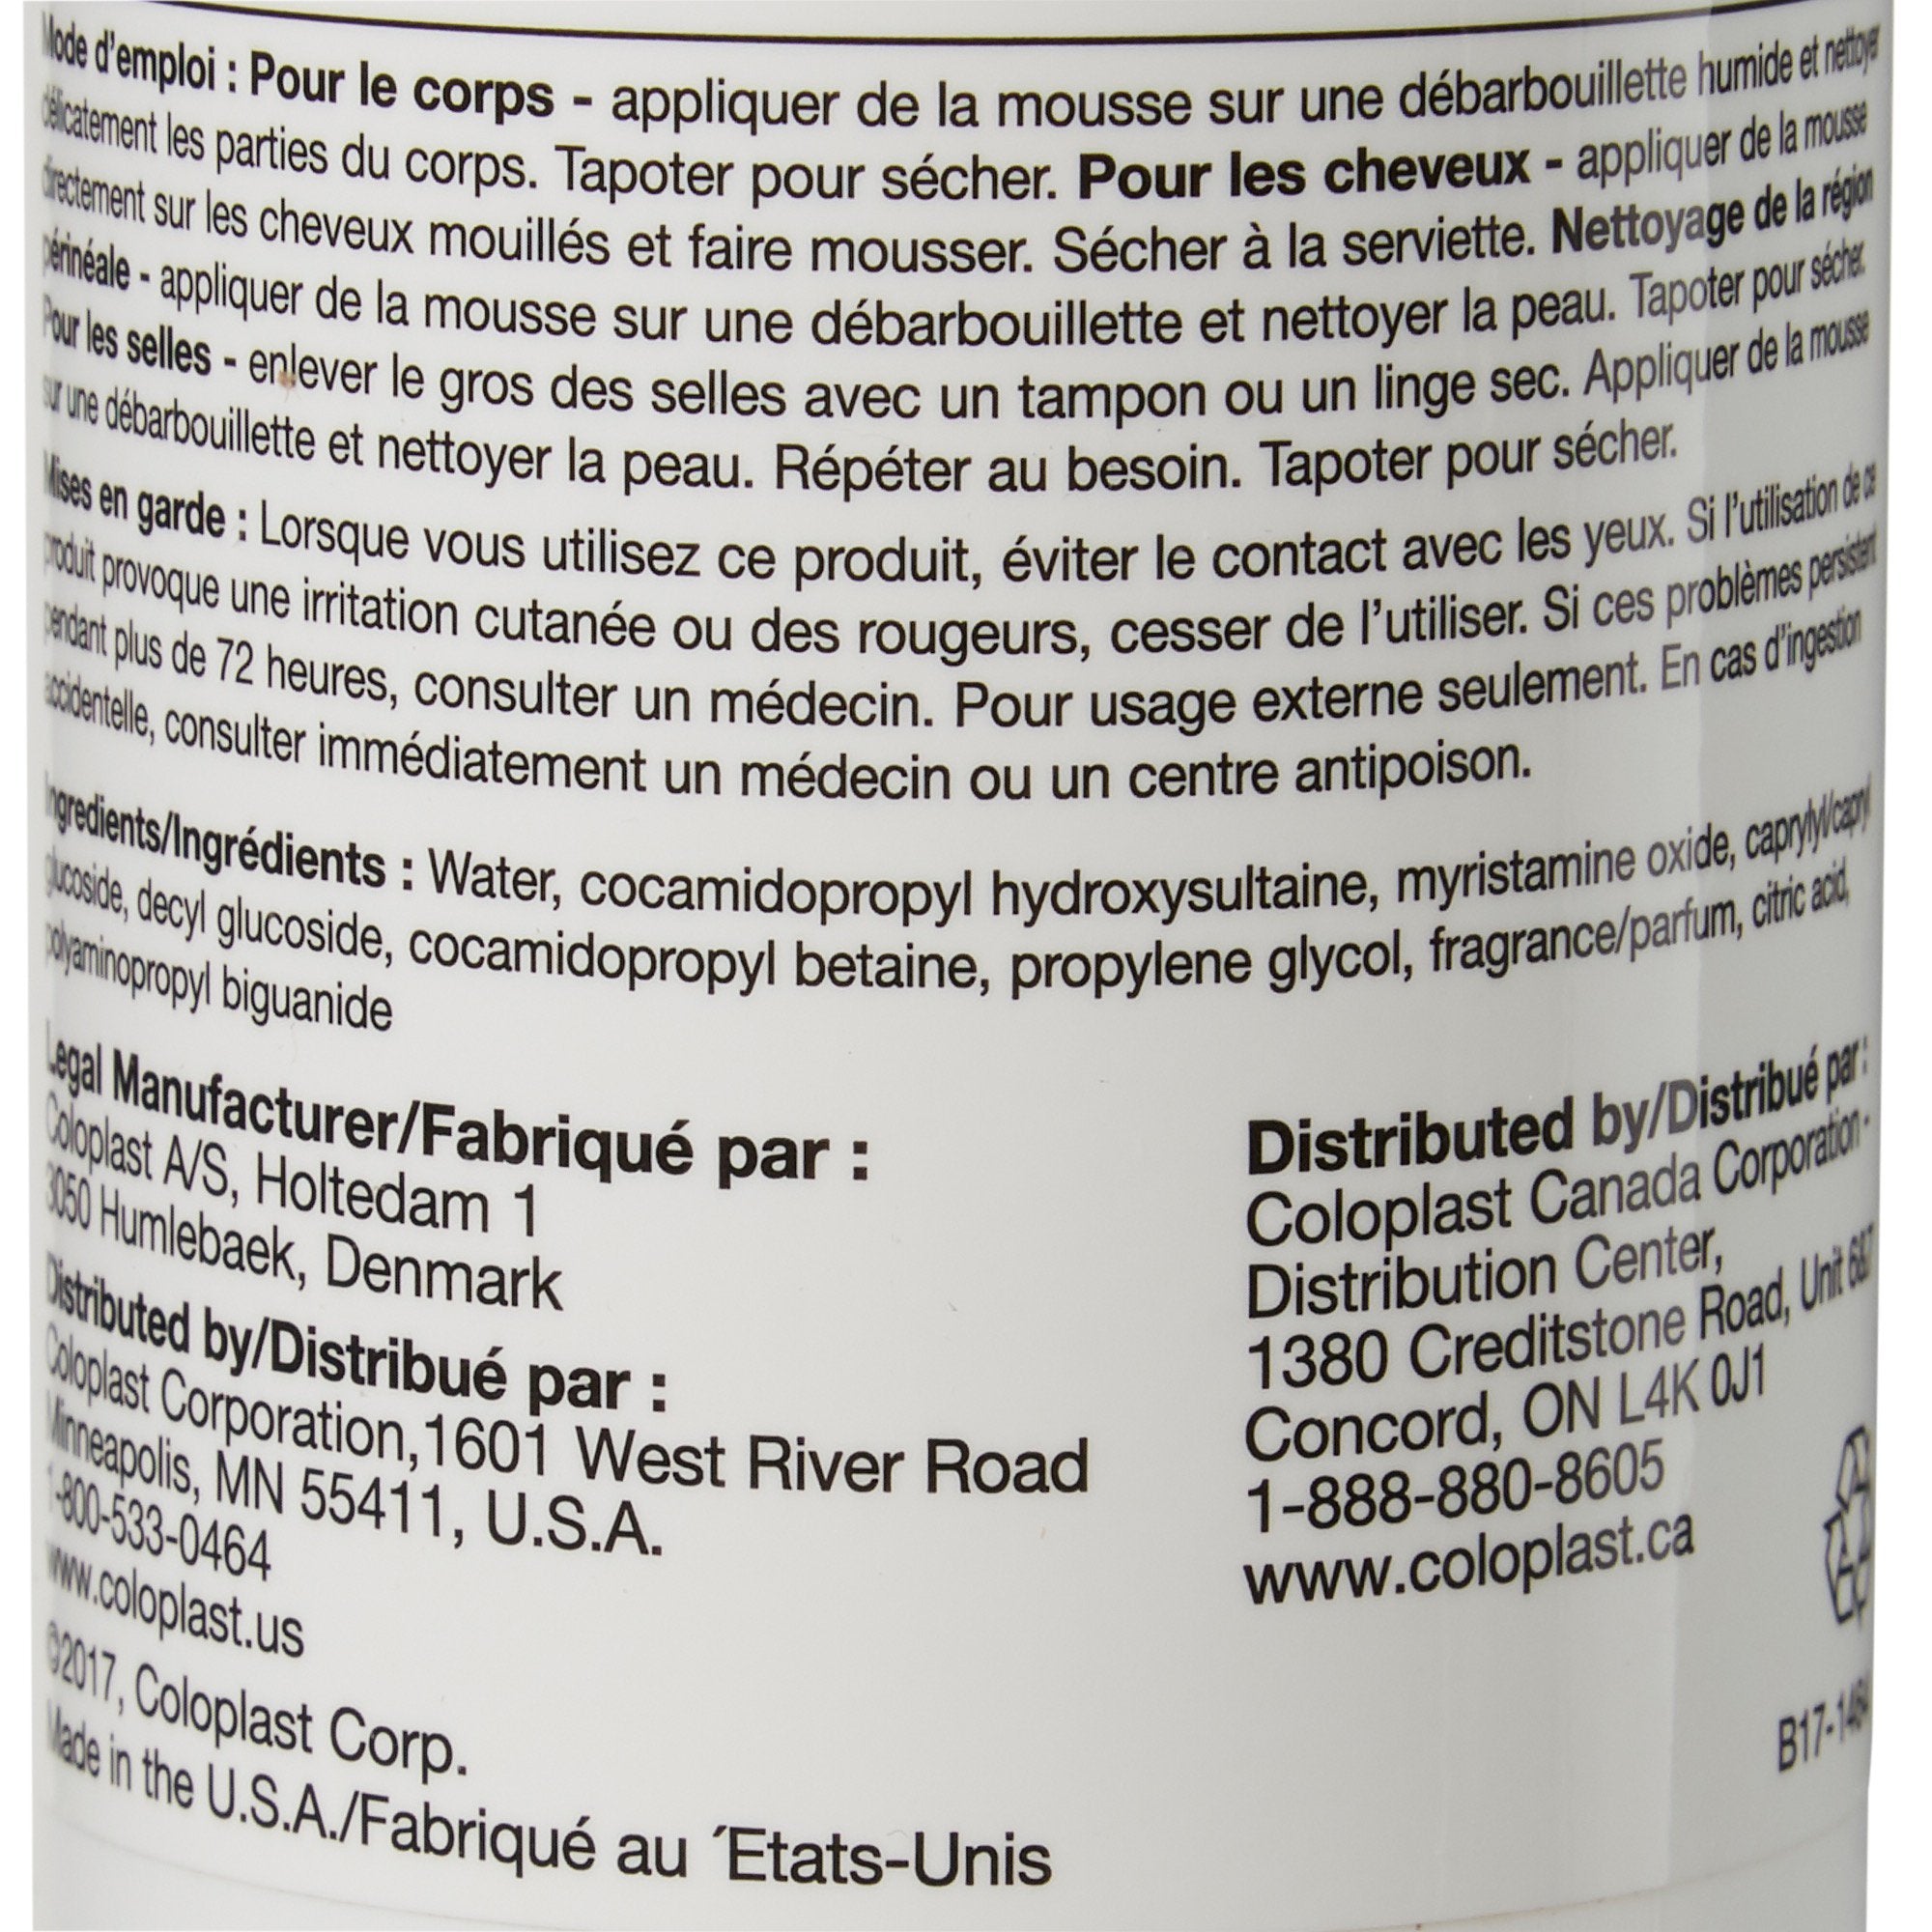 Mode d'emploi : Pour le corps - appliquer de la mousse sur une débarbouillette humide et nettoyer
délicatement les parties du corps. Tapoter pour sécher. Pour les cheveux - appliquer de la mousse
directement sur les cheveux mouillés et faire mousser. Sécher à la serviette. Nettoyage de la région
périnéale - appliquer de la mousse sur une débarbouillette et nettoyer la peau. Tapoter pour sécher.
Pour les selles - enlever le gros des selles avec un tampon ou un linge sec. Appliquer de la mousse
sur une débarbouillette et nettoyer la peau. Répéter au besoin. Tapoter pour sécher.
Mises en garde : Lorsque vous utilisez ce produit, éviter le contact avec les yeux. Si l'utilisation de ce
produit provoque une irritation cutanée ou des rougeurs, cesser de l'utiliser. Si ces problèmes persistent
pendant plus de 72 heures, consulter un médecin. Pour usage externe seulement. En cas d'ingestion
accidentelle, consulter immédiatement un médecin ou un centre antipoison.
Ingredients/Ingrédients : Water, cocamidopropyl hydroxysultaine, myristamine oxide, caprylyl/capryl
glucoside, decyl glucoside, cocamidopropyl betaine, propylene glycol, fragrance/parfum, citric acid,
polyaminopropyl biguanide
Legal Manufacturer/Fabriqué par :
Coloplast A/S, Holtedam 1
3050 Humlebaek, Denmark
Distributed by/Distribué par :
Coloplast Corporation,1601 West River Road
Minneapolis, MN 55411, U.S.A.
1-800-533-0464
www.coloplast.us
©2017, Coloplast Corp.
Made in the U.S.A./Fabriqué au ´Etats-Unis
Distributed by/Distribué par :
Coloplast Canada Corporation -
Distribution Center,
1380 Creditstone Road, Unit
Concord, ON L4K 0J1
1-888-880-8605
www.coloplast.ca